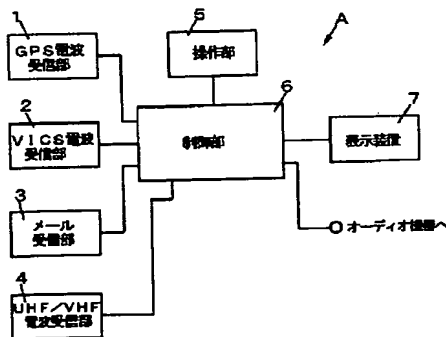 1
GPS電波
受信部
2
VICS電波
受信部
3
メール
受信部
4
UHF/VHF
電波受信部
5
操作部
6
制御部
7
表示装置
オーディオ機器へ
A